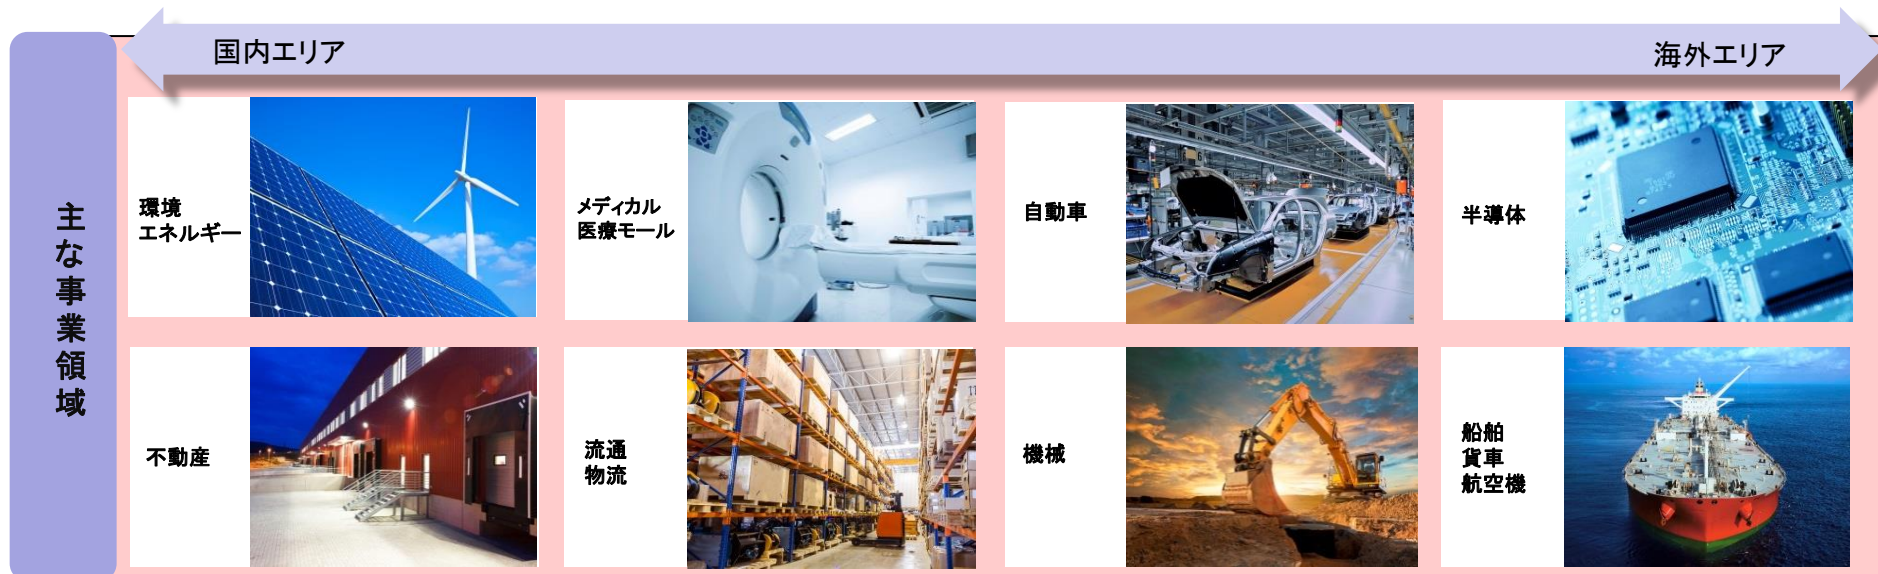 国内エリア
海外エリア
主な事業領域
環境
エネルギー
メディカル
医療モール
自動車
半導体
不動産
流通
物流
機械
船舶
貨車
航空機